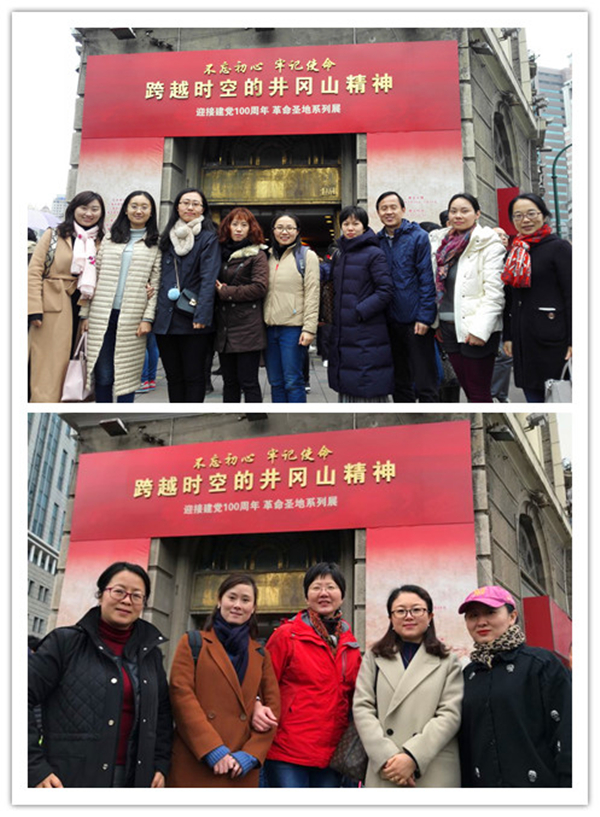 不忘初心 牢记使命
跨越时空的井冈山精神
迎接建党100周年 革命圣地系列展
不忘初心 牢记使命
跨越时空的井冈山精神
迎接建党100周年 革命圣地系列展